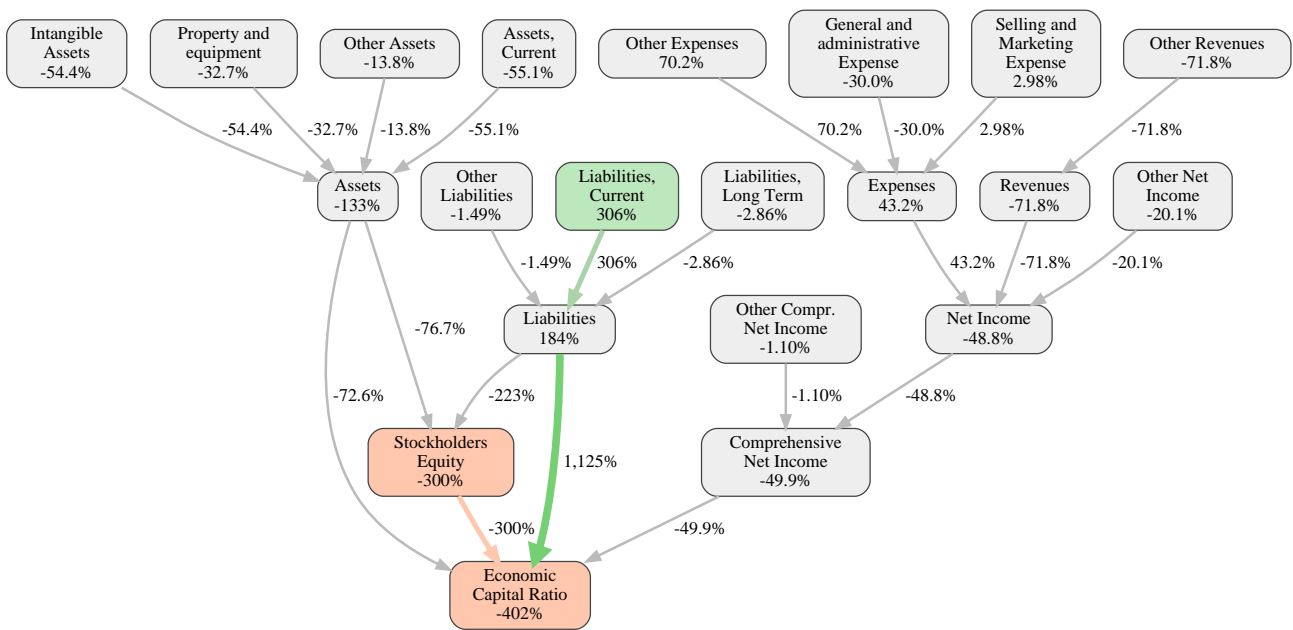 Intangible
Assets
-54.4%
Property and
equipment
-32.7%
Other Assets
-13.8%
Assets,
Current
-55.1%
Other Expenses
70.2%
General and
administrative
Expense
-30.0%
Selling and
Marketing
Expense
2.98%
Other Revenues
-71.8%
-54.4%
-32.7%
-13.8%
-55.1%
70.2%
-30.0%
2.98%
-71.8%
Assets
-133%
Other
Liabilities
-1.49%
Liabilities,
Current
306%
Liabilities,
Long Term
-2.86%
Expenses
43.2%
Revenues
-71.8%
Other Net
Income
-20.1%
-1.49%
306%
-2.86%
43.2%
-71.8%
-20.1%
Liabilities
184%
Other Compr.
Net Income
-1.10%
Net Income
-48.8%
-76.7%
-72.6%
-223%
-1.10%
-48.8%
Stockholders
Equity
-300%
1,125%
Comprehensive
Net Income
-49.9%
-300%
-49.9%
Economic
Capital Ratio
-402%